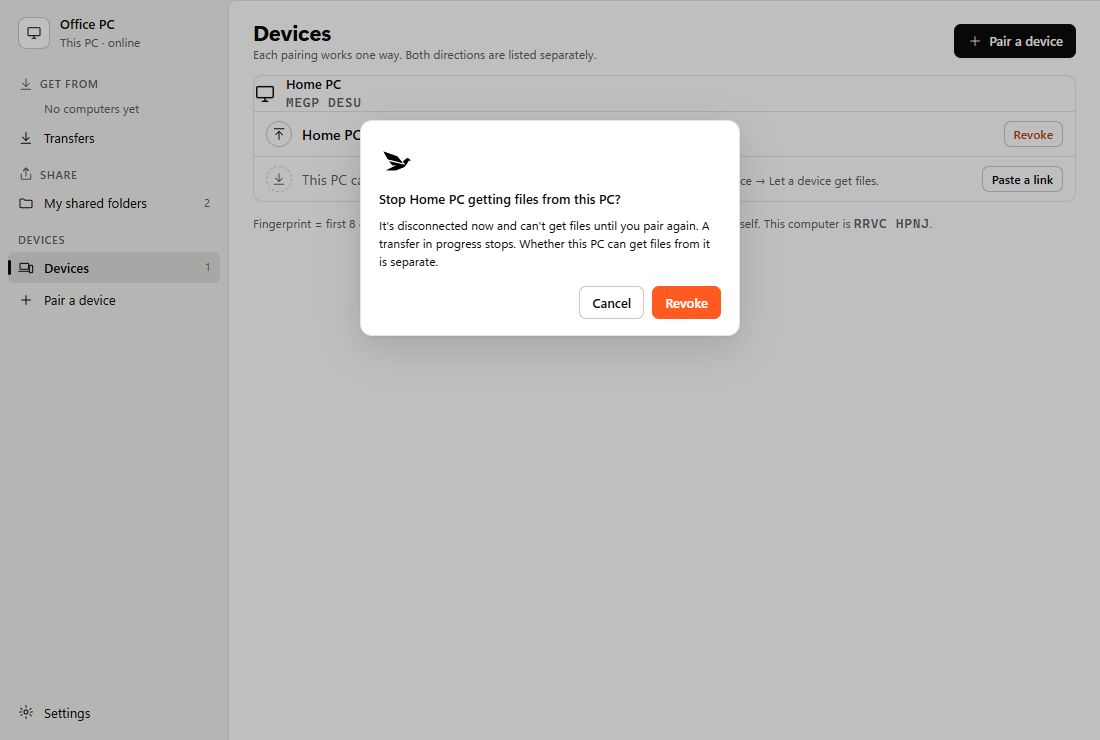 Office PC
This PC · online
GET FROM
No computers yet
Transfers
SHARE
My shared folders 2
DEVICES
Devices 1
Pair a device
Settings
Devices
Each pairing works one way. Both directions are listed separately.
Pair a device
Home PC
MEGP DESU
Home PC
Revoke
This PC ca
ce → Let a device get files.
Paste a link
Fingerprint = first 8
self. This computer is RRVC HPNJ.
Stop Home PC getting files from this PC?
It's disconnected now and can't get files until you pair again. A
transfer in progress stops. Whether this PC can get files from it
is separate.
Cancel
Revoke